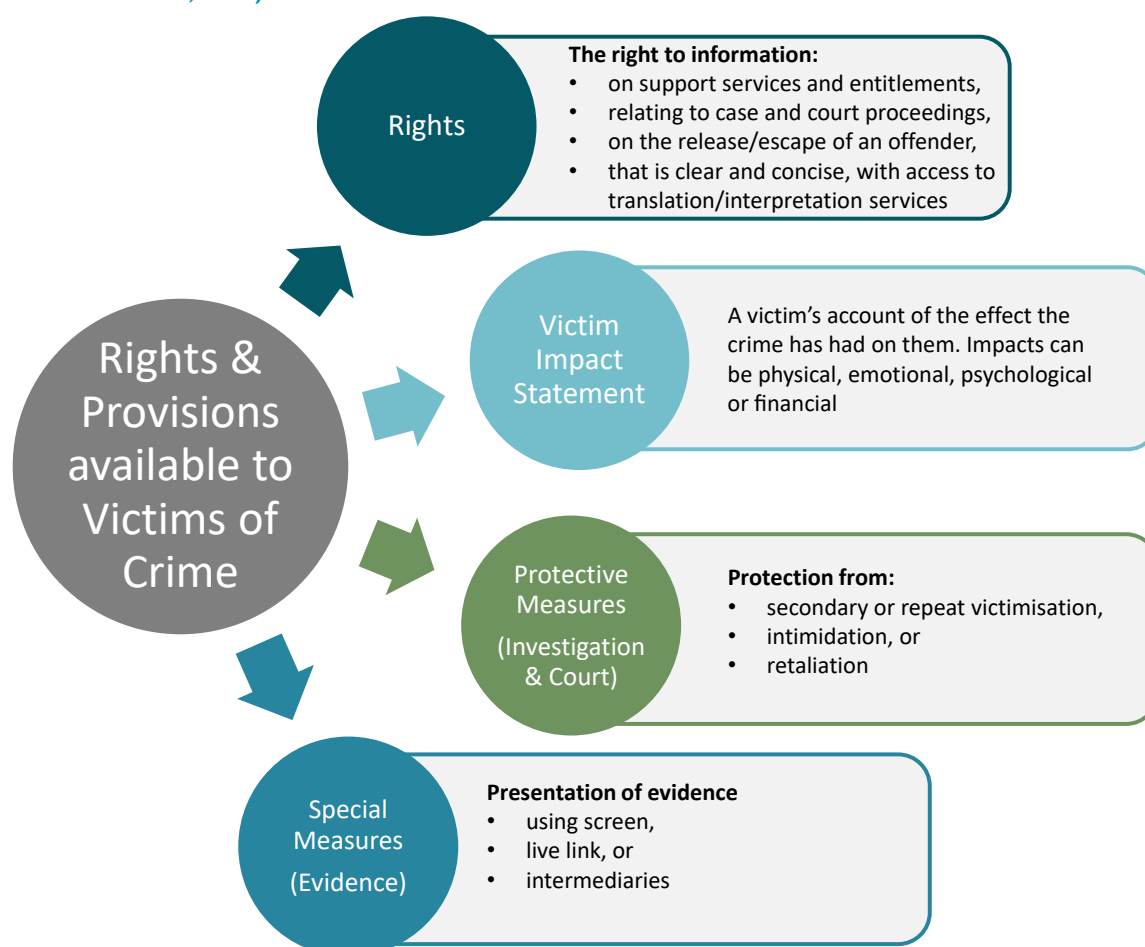 Rights
The right to information:
• on support services and entitlements,
• relating to case and court proceedings,
• on the release/escape of an offender,
• that is clear and concise, with access to
translation/interpretation services
Rights &
Provisions
available to
Victims of
Crime
Victim
Impact
Statement
A victim’s account of the effect the
crime has had on them. Impacts can
be physical, emotional, psychological
or financial
Protective
Measures
(Investigation
& Court)
Protection from:
• secondary or repeat victimisation,
• intimidation, or
• retaliation
Special
Measures
(Evidence)
Presentation of evidence
• using screen,
• live link, or
• intermediaries